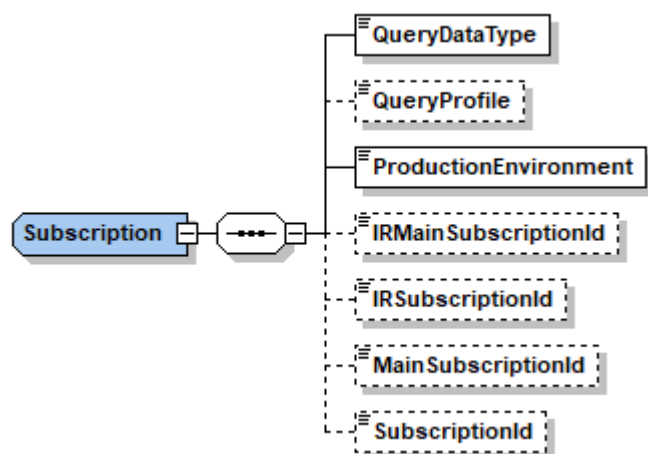 QueryDataType
QueryProfile
ProductionEnvironment
Subscription
IRMainSubscriptionId
IRSubscriptionId
MainSubscriptionId
SubscriptionId